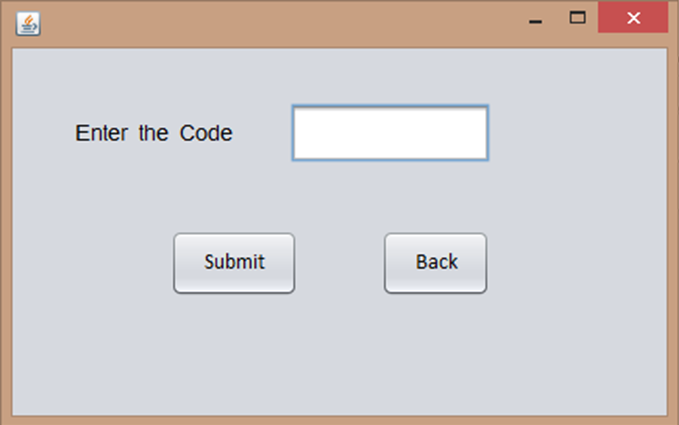 Enter the Code
Submit
Back